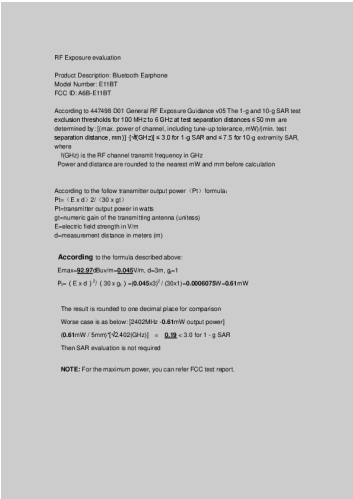 RF Exposure evaluation
Product Description: Bluetooth Earphone
Model Number: E11BT
FCC ID: A6B-E11BT
According to 447498 D01 General RF Exposure Guidance v05 The 1-g and 10-g SAR test
exclusion thresholds for 100 MHz to 6 GHz at test separation distances ≤ 50 mm are
determined by: [(max. power of channel, including tune-up tolerance, mW)/(min. test
separation distance, mm)] ·[√f(GHz)] ≤ 3.0 for 1-g SAR and ≤ 7.5 for 10-g extremity SAR,
where
f(GHz) is the RF channel transmit frequency in GHz
Power and distance are rounded to the nearest mW and mm before calculation
According to the follow transmitter output power（Pt）formula：
Pt=（E x d）2/（30 x gt）
Pt=transmitter output power in watts
gt=numeric gain of the transmitting antenna (unitless)
E=electric field strength in V/m
d=measurement distance in meters (m)
According to the formula described above:
Emax=92.97dBuv/m=0.045V/m, d=3m, gt=1
Pt= ( E x d )²/ ( 30 x gt ) =(0.045x3)² / (30x1)=0.0006075W=0.61mW
The result is rounded to one decimal place for comparison
Worse case is as below: [2402MHz -0.61mW output power]
(0.61mW / 5mm)*[√2.402(GHz)] = 0.19 < 3.0 for 1 - g SAR
Then SAR evaluation is not required
NOTE: For the maximum power, you can refer FCC test report.